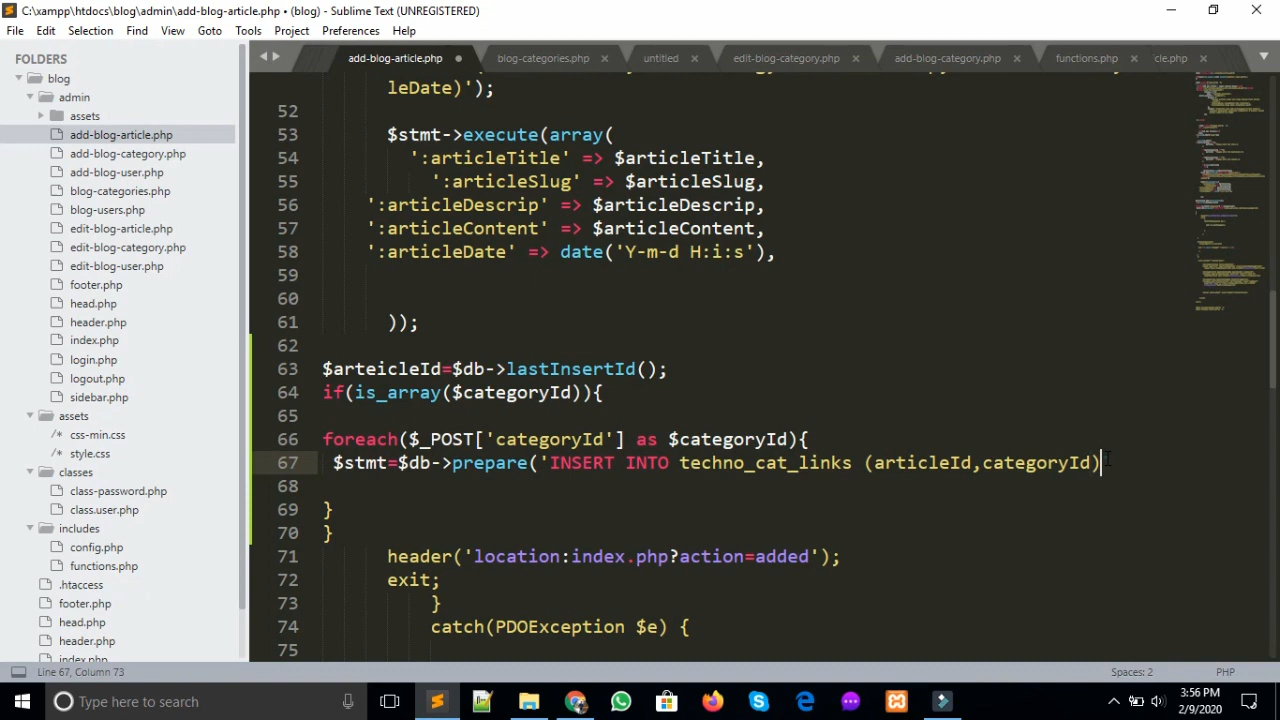 C:\xampp\htdocs\blog\admin\add-blog-article.php • (blog) - Sublime Text (UNREGISTERED)
File Edit Selection Find View Goto Tools Project Preferences Help
FOLDERS
blog
admin
assets
add-blog-article.php
add-blog-category.php
add-blog-user.php
blog-categories.php
blog-users.php
edit-blog-article.php
edit-blog-category.php
edit-blog-user.php
footer.php
head.php
header.php
index.php
login.php
logout.php
sidebar.php
assets
/* css-min.css
/* style.css
classes
class-password.php
class.user.php
includes
config.php
functions.php
.htaccess
footer.php
head.php
header.php
index.php
add-blog-article.php blog-categories.php untitled edit-category.php add-blog-category.php functions.php cle.php
leDate)');
52
53 $stmt->execute(array(
54 ':articleTitle' => $articleTitle,
55 ':articleSlug' => $articleSlug,
56 ':articleDescrip' => $articleDescrip,
57 ':articleContent' => $articleContent,
58 ':articleDate' => date('Y-m-d H:i:s'),
59
60
61 ));
62
63 $arteicleId=$db->lastInsertId();
64 if(is_array($categoryId)){
65
66 foreach($_POST['categoryId'] as $categoryId){
67 $stmt=$db->prepare('INSERT INTO techno_cat_links (articleId,categoryId)
68
69 }
70 }
71 header('location:index.php?action=added');
72 exit;
73 }
74 catch(PDOException $e) {
75
Line 67, Column 73 Spaces: 2 PHP
Type here to search
3:56 PM
2/9/2020